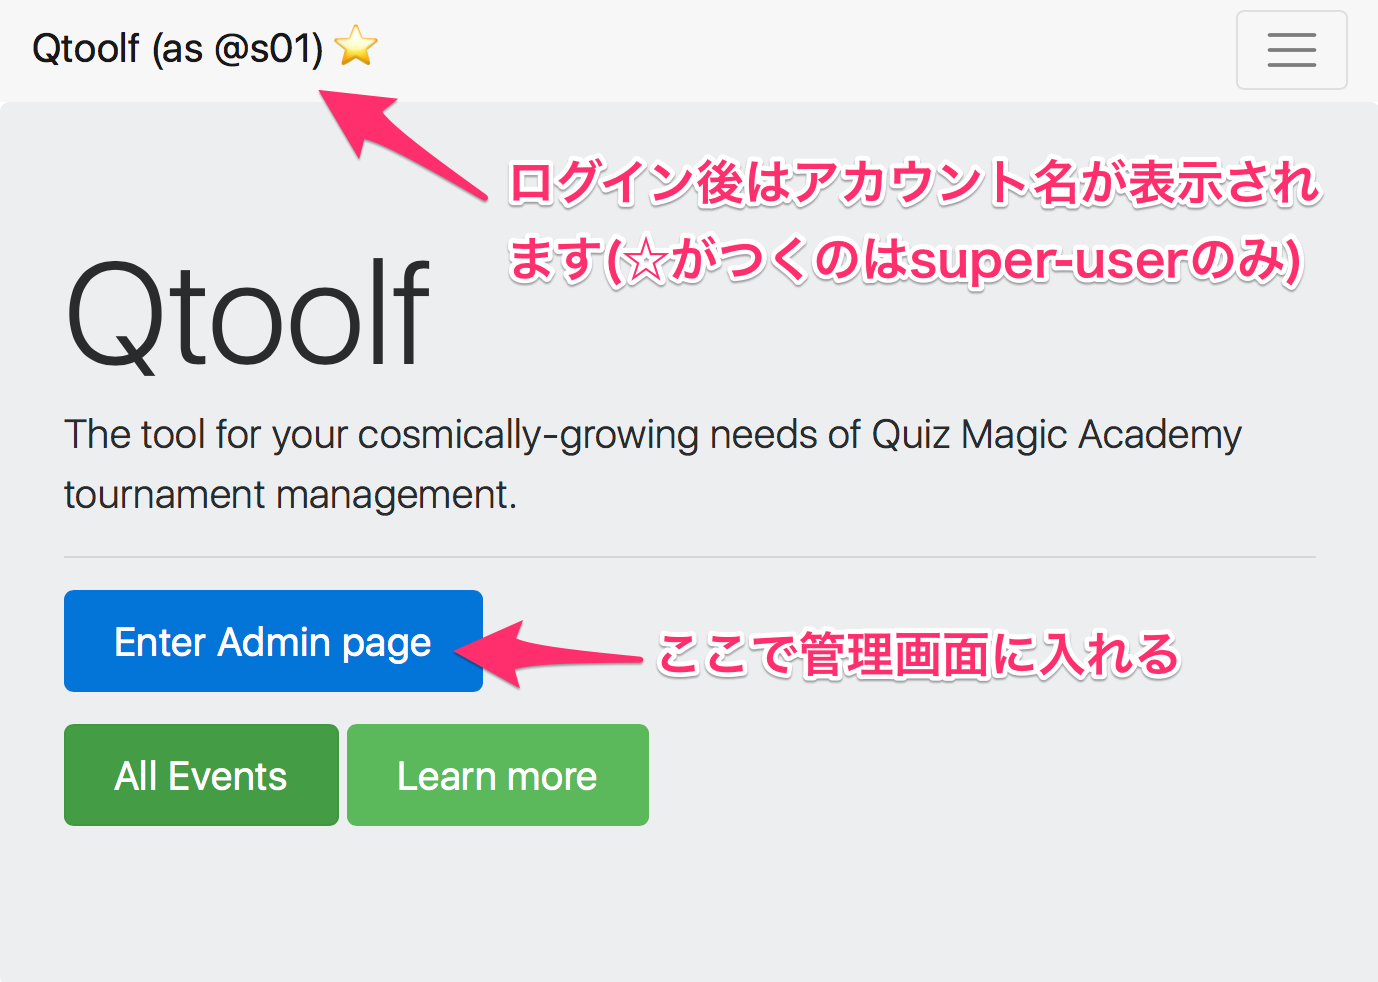 Qtoolf (as @s01) ⭐
ログイン後はアカウント名が表示され
ます(☆がつくのはsuper-userのみ)
Qtoolf
The tool for your cosmically-growing needs of Quiz Magic Academy
tournament management.
Enter Admin page
ここで管理画面に入れる
All Events
Learn more